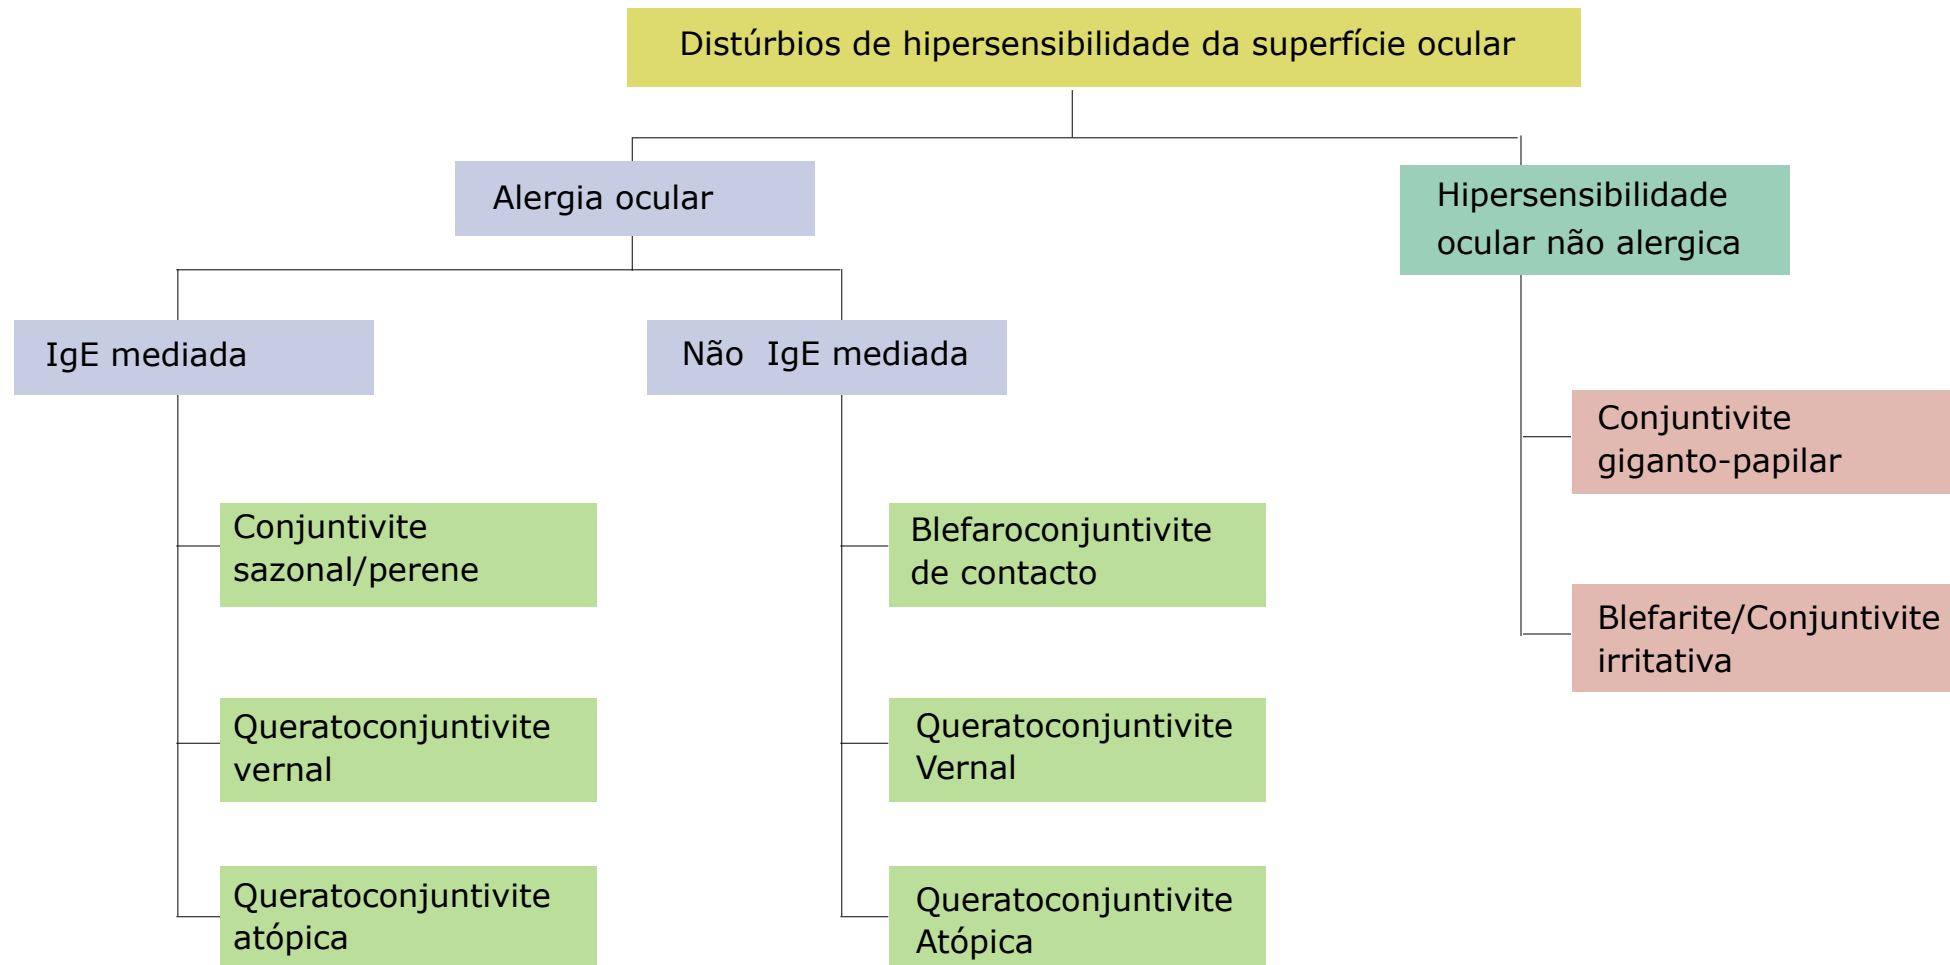 Distúrbios de hipersensibilidade da superfície ocular
Alergia ocular
Hipersensibilidade
ocular não alergica
IgE mediada
Não  IgE mediada
Conjuntivite
giganto-papilar
Conjuntivite
sazonal/perene
Blefaroconjuntivite
de contacto
Blefarite/Conjuntivite
irritativa
Queratoconjuntivite
vernal
Queratoconjuntivite
Vernal
Queratoconjuntivite
atópica
Queratoconjuntivite
Atópica